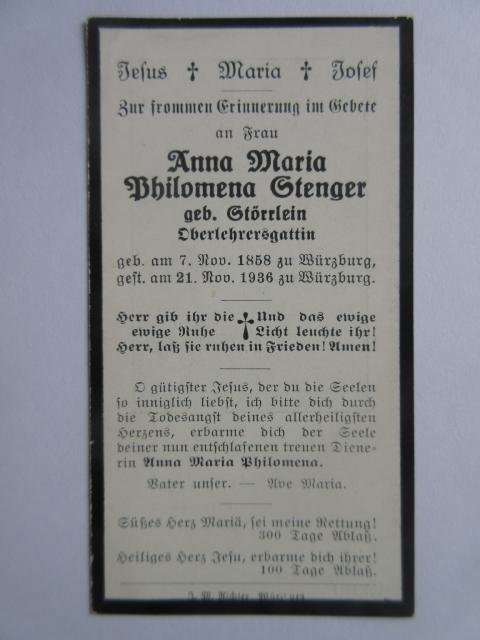 Jesus † Maria † Josef
Zur frommen Erinnerung im Gebete
an Frau
Anna Maria
Philomena Stenger
geb. Störrlein
Oberlehrersgattin
geb. am 7. Nov. 1858 zu Würzburg,
gest. am 21. Nov. 1936 zu Würzburg.
Herr gib ihr die † Und das ewige
ewige Ruhe Licht leuchte ihr!
Herr, laß sie ruhen in Frieden! Amen!
O gütigster Jesus, der du die Seelen
so inniglich liebst, ich bitte dich durch
die Todesangst deines allerheiligsten
Herzens, erbarme dich der Seele
deiner nun entschlafenen treuen Diene-
rin Anna Maria Philomena.
Vater unser. — Ave Maria.
Süßes Herz Mariä, sei meine Rettung!
300 Tage Ablaß.
Heiliges Herz Jesu, erbarme dich ihrer!
100 Tage Ablaß.
J. M. Richter, Würzburg